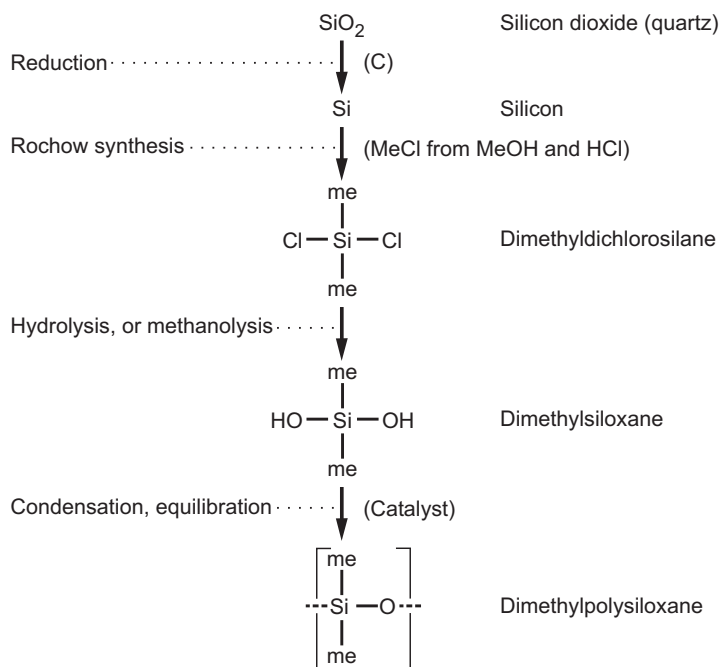 SiO2 Silicon dioxide (quartz)
Reduction (C)
Si Silicon
Rochow synthesis (MeCl from MeOH and HCl)
me
Cl Si Cl Dimethyldichlorosilane
me
Hydrolysis, or methanolysis
me
HO Si OH Dimethylsiloxane
me
Condensation, equilibration (Catalyst)
me
Si O Dimethylpolysiloxane
me